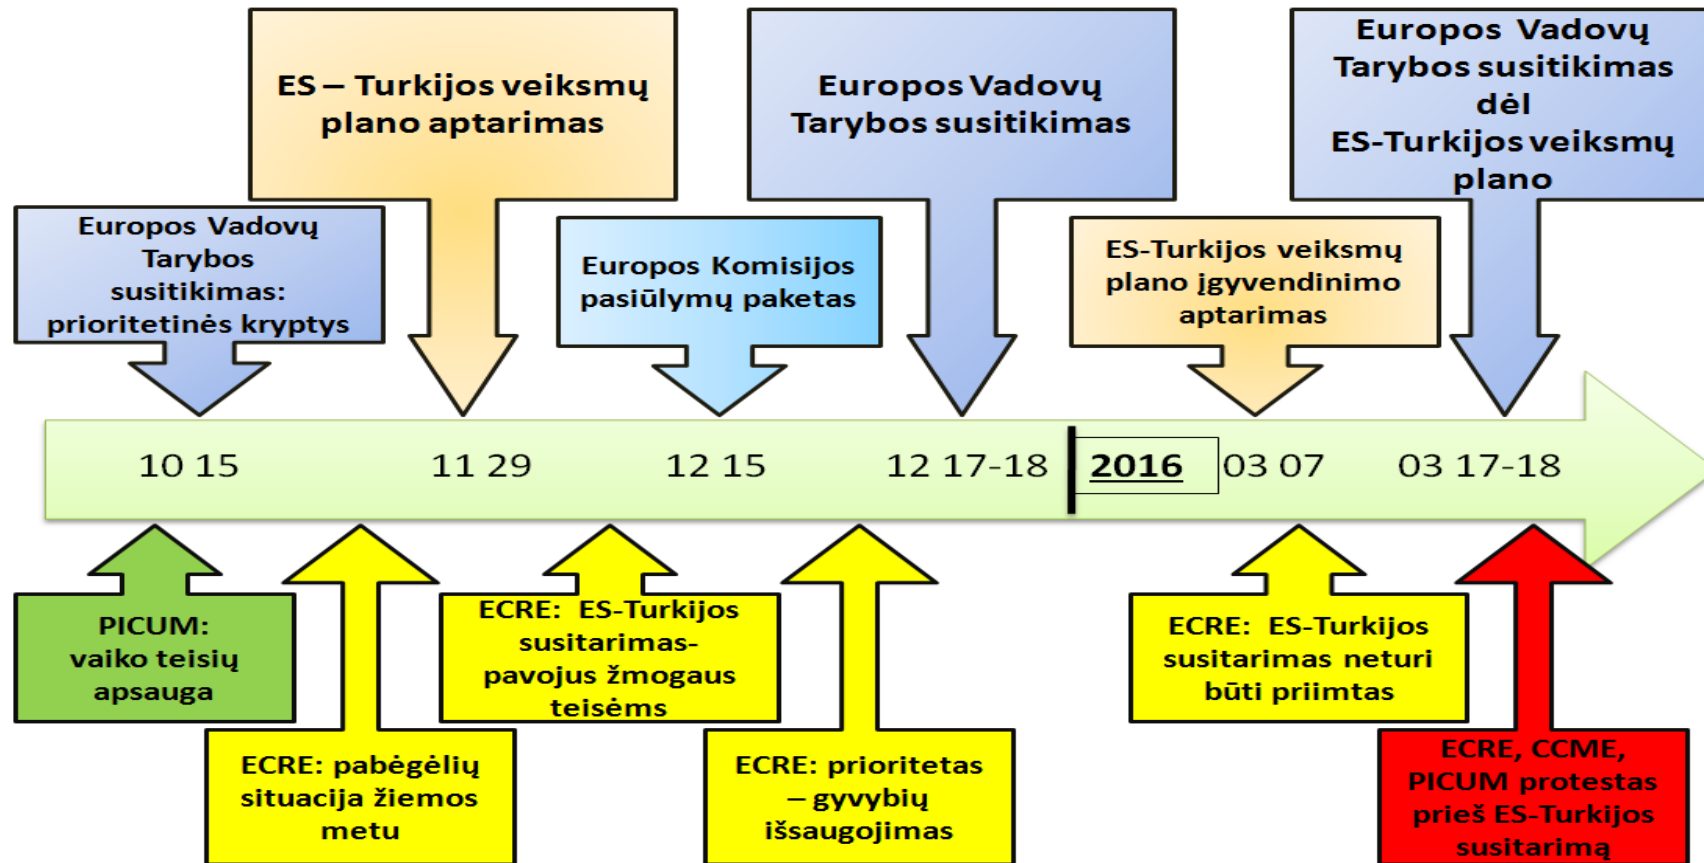 Europos Vadovų
Tarybos
susitikimas:
prioritetinės kryptys
ES – Turkijos veiksmų
plano aptarimas
Europos Komisijos
pasiūlymų paketas
Europos Vadovų
Tarybos susitikimas
ES-Turkijos veiksmų
plano įgyvendinimo
aptarimas
Europos Vadovų
Tarybos susitikimas
dėl
ES-Turkijos veiksmų
plano
10 15
11 29
12 15
12 17-18
2016
03 07
03 17-18
PICUM:
vaiko teisių
apsauga
ECRE: pabėgėlių
situacija žiemos
metu
ECRE: ES-Turkijos
susitarimas-
pavojus žmogaus
teisėms
ECRE: prioritetas
– gyvybių
išsaugojimas
ECRE: ES-Turkijos
susitarimas neturi
būti priimtas
ECRE, CCME,
PICUM protestas
prieš ES-Turkijos
susitarimą